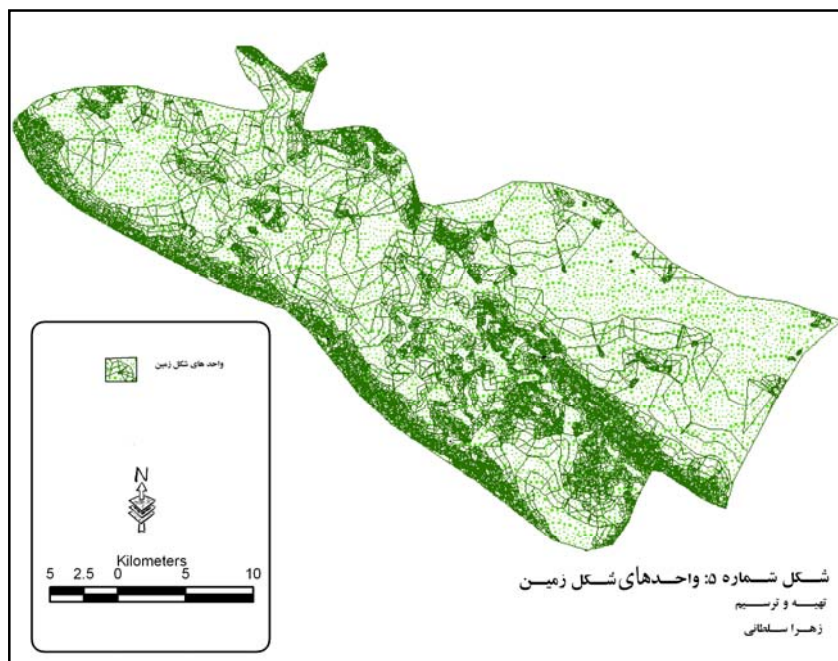 واحد های شکل زمین
N
Kilometers
5 2.5 0 5 10
شکل شماره ۵: واحدهای شکل زمین
تهیه و ترسیم
زهرا سلطانی